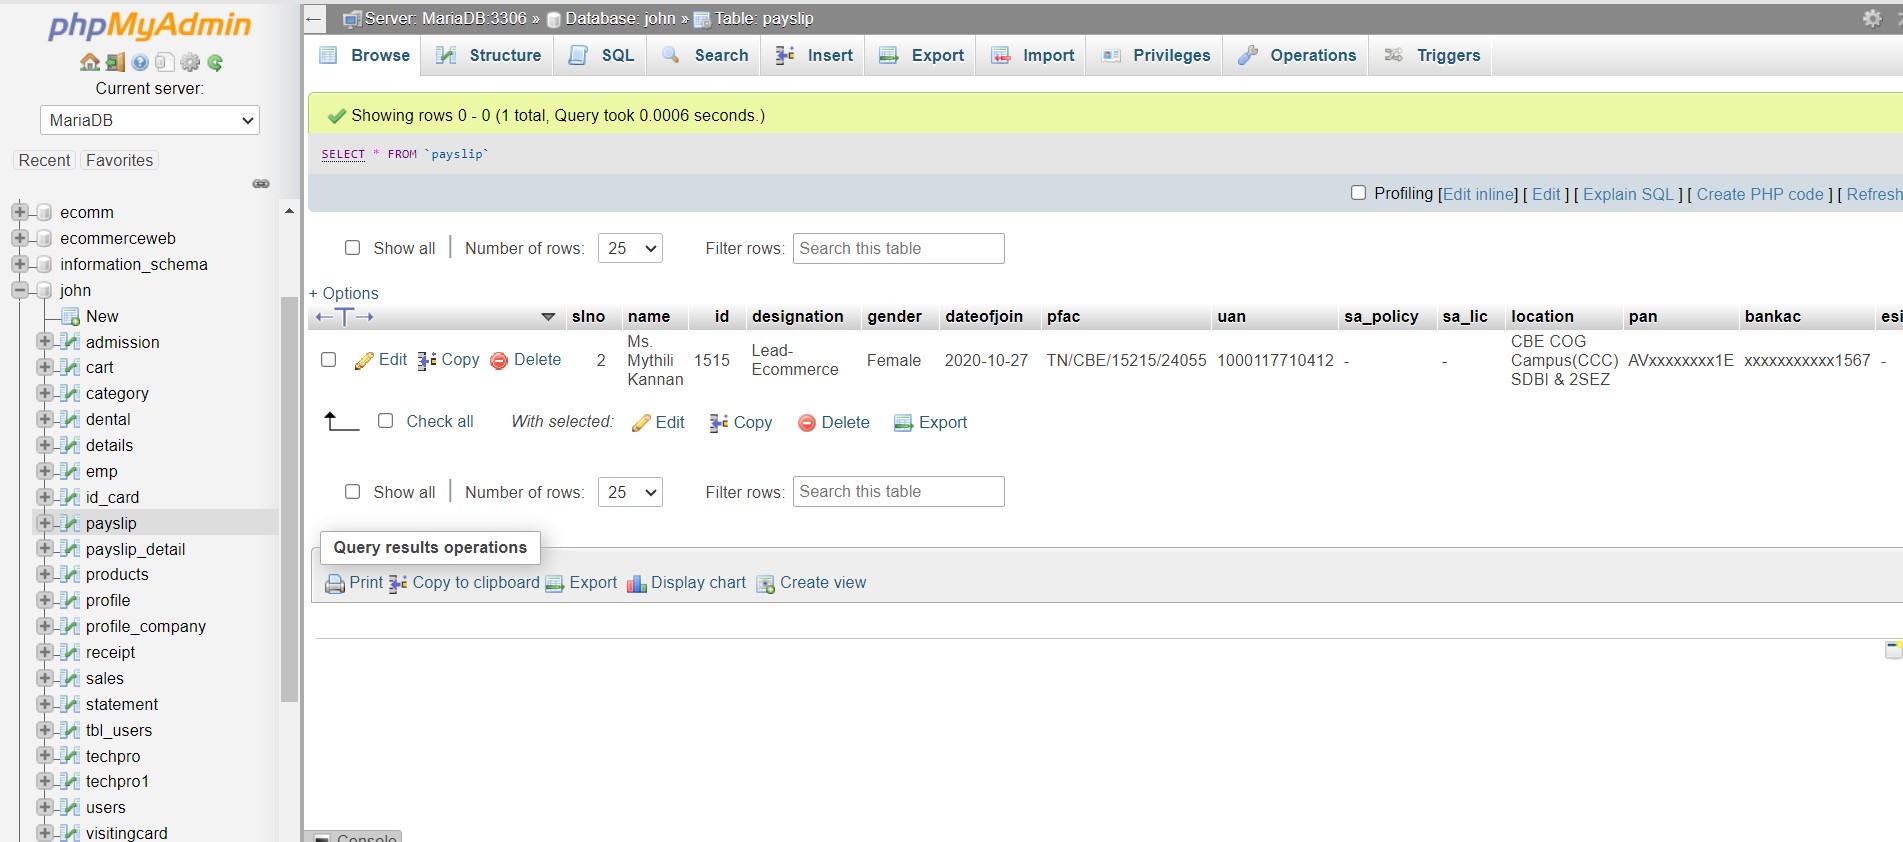 phpMyAdmin
Current server:
MariaDB
Recent Favorites
ecomm
ecommerceweb
information_schema
john
New
admission
cart
category
dental
details
emp
id_card
payslip
payslip_detail
products
profile
profile_company
receipt
sales
statement
tbl_users
techpro
techpro1
users
visitingcard
Server: MariaDB:3306 » Database: john » Table: payslip
Browse Structure SQL Search Insert Export Import Privileges Operations Triggers
Showing rows 0 - 0 (1 total, Query took 0.0006 seconds.)
SELECT * FROM `payslip`
Profiling [Edit inline] [ Edit ] [ Explain SQL ] [ Create PHP code ] [ Refresh
Show all | Number of rows: 25 Filter rows: Search this table
+ Options
←T→ slno name id designation gender dateofjoin pfac uan sa_policy sa_lic location pan bankac esi
Edit Copy Delete 2 Ms. Mythili Kannan 1515 Lead-Ecommerce Female 2020-10-27 TN/CBE/15215/24055 1000117710412 - - CBE COG Campus(CCC) SDBI & 2SEZ AVxxxxxxxx1E xxxxxxxxxxx1567 -
Check all With selected: Edit Copy Delete Export
Show all | Number of rows: 25 Filter rows: Search this table
Query results operations
Print Copy to clipboard Export Display chart Create view
Console